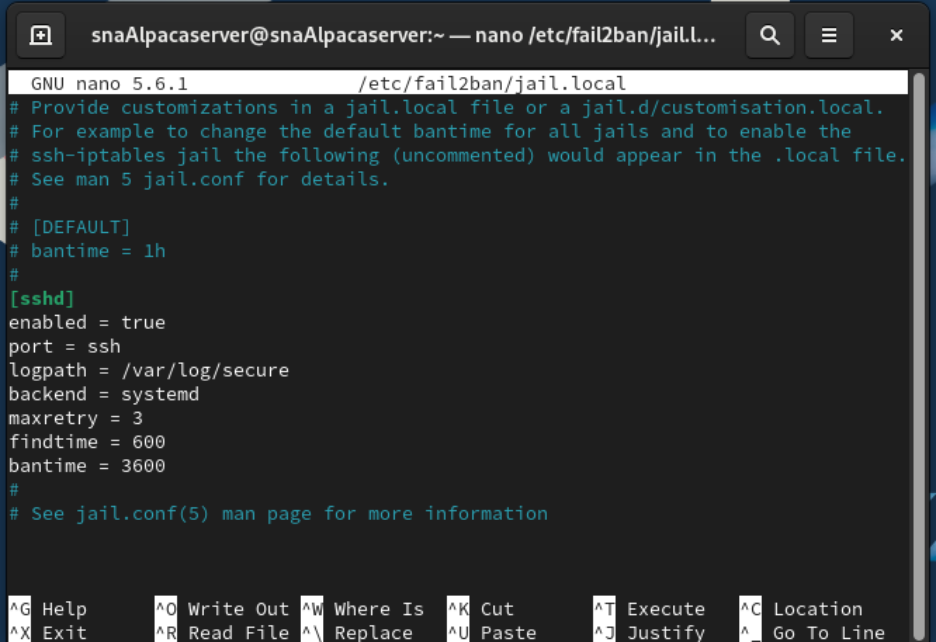 snaAlpacaserver@snaAlpacaserver:~ — nano /etc/fail2ban/jail.l...
GNU nano 5.6.1 /etc/fail2ban/jail.local
# Provide customizations in a jail.local file or a jail.d/customisation.local.
# For example to change the default bantime for all jails and to enable the
# ssh-iptables jail the following (uncommented) would appear in the .local file.
# See man 5 jail.conf for details.
#
# [DEFAULT]
# bantime = 1h
#
[sshd]
enabled = true
port = ssh
logpath = /var/log/secure
backend = systemd
maxretry = 3
findtime = 600
bantime = 3600
#
# See jail.conf(5) man page for more information
^G Help ^O Write Out ^W Where Is ^K Cut ^T Execute ^C Location
^X Exit ^R Read File ^\ Replace ^U Paste ^J Justify ^_ Go To Line